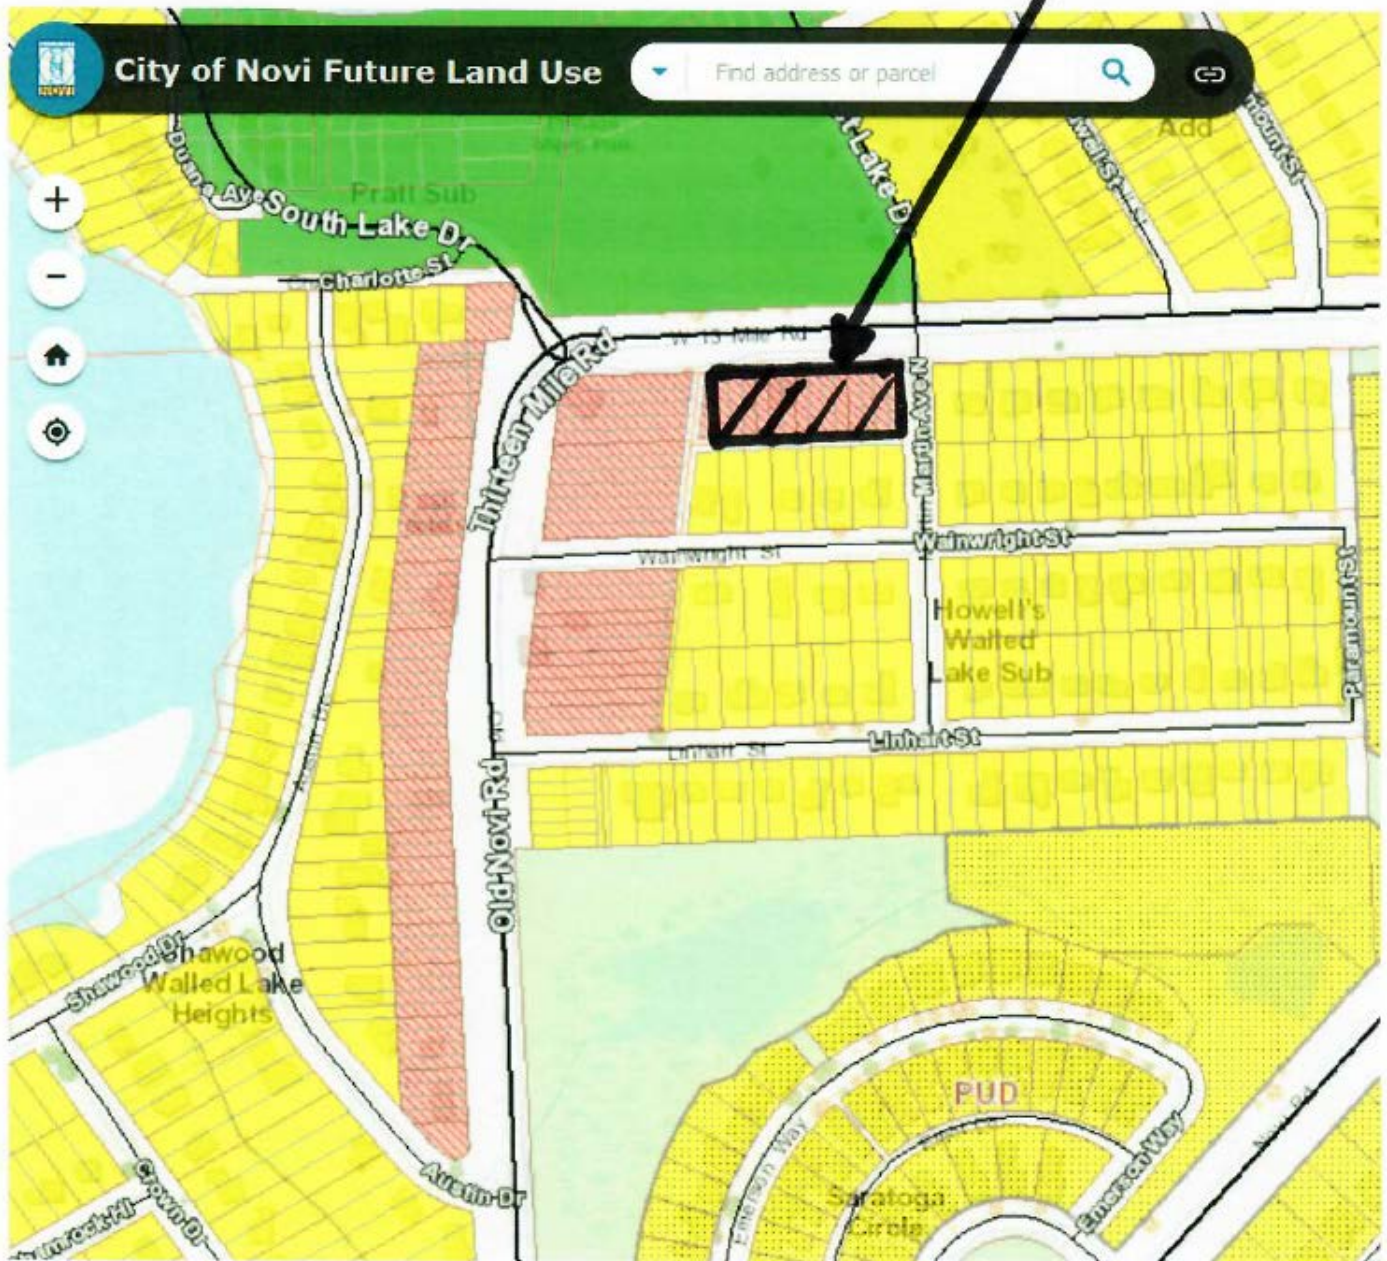 City of Novi Future Land Use
Find address or parcel
Add
Duana Ave
Pratt Sub
South Lake Dr
Charlotte St
W 13 Mile Rd
Thirteen Mile Rd
Martin Ave N
Wainwright St
Wainwright St
Howell's
Walled
Lake Sub
Paramount St
Linhart St
Linhart St
Old Novi Rd
Shawood Dr
Shawood
Walled Lake
Heights
PUD
Emerson Way
Emerson Way
Novi Rd
Saratoga
Circle
Austin Dr
Crown Dr